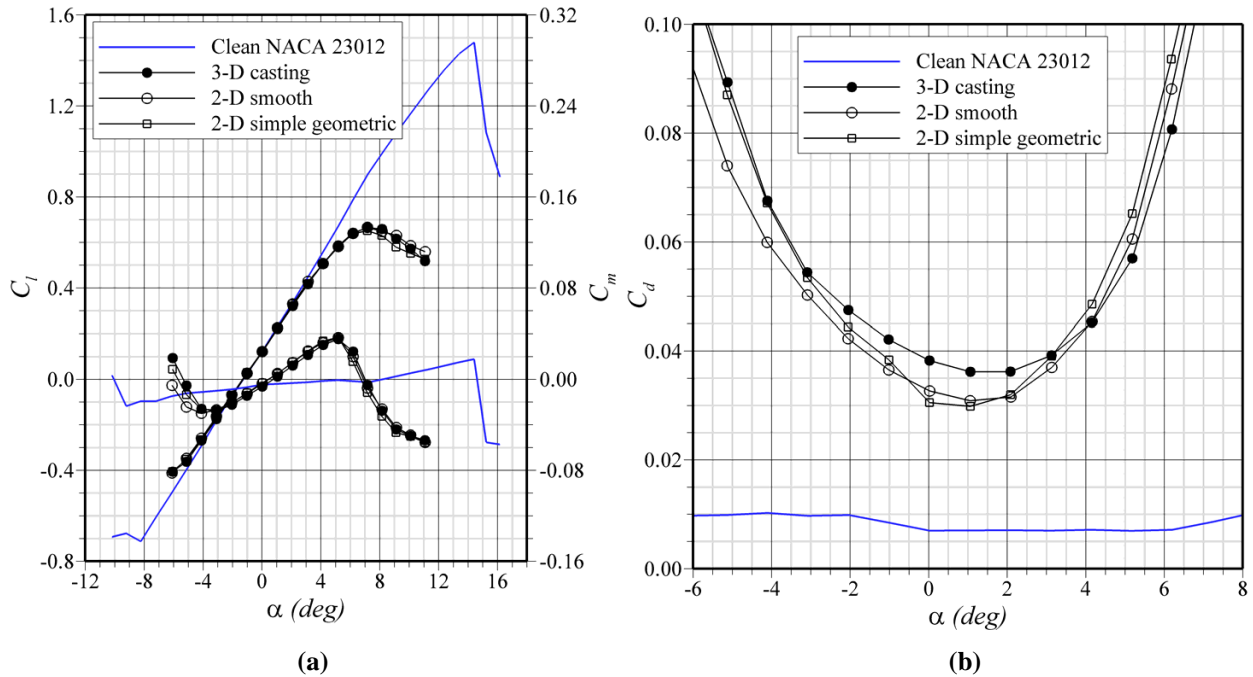 1.6
1.2
0.8
0.4
0.0
-0.4
-0.8
C_l
Clean NACA 23012
3-D casting
2-D smooth
2-D simple geometric
0.32
0.24
0.16
0.08
0.00
-0.08
-0.16
C_m
-12 -8 -4 0 4 8 12 16
α (deg)
(a)
0.10
0.08
0.06
0.04
0.02
0.00
C_d
Clean NACA 23012
3-D casting
2-D smooth
2-D simple geometric
-6 -4 -2 0 2 4 6 8
α (deg)
(b)